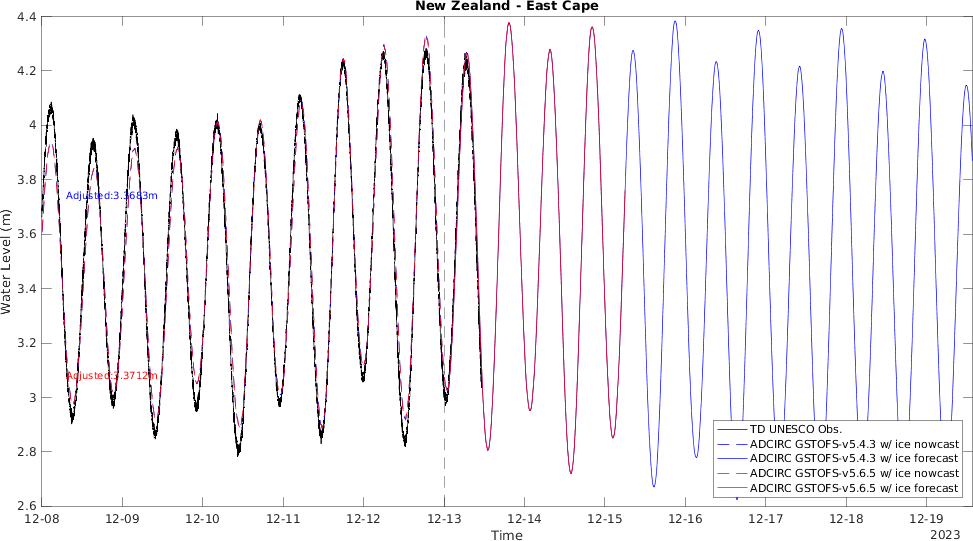 New Zealand - East Cape
4.4
4.2
4
3.8
3.6
3.4
3.2
3
2.8
2.6
Water Level (m)
Adjusted:3.3683m
Adjusted:3.3712m
TD UNESCO Obs.
ADCIRC GSTOFS-v5.4.3 w/ ice nowcast
ADCIRC GSTOFS-v5.4.3 w/ ice forecast
ADCIRC GSTOFS-v5.6.5 w/ ice nowcast
ADCIRC GSTOFS-v5.6.5 w/ ice forecast
12-08 12-09 12-10 12-11 12-12 12-13 12-14 12-15 12-16 12-17 12-18 12-19
Time
2023